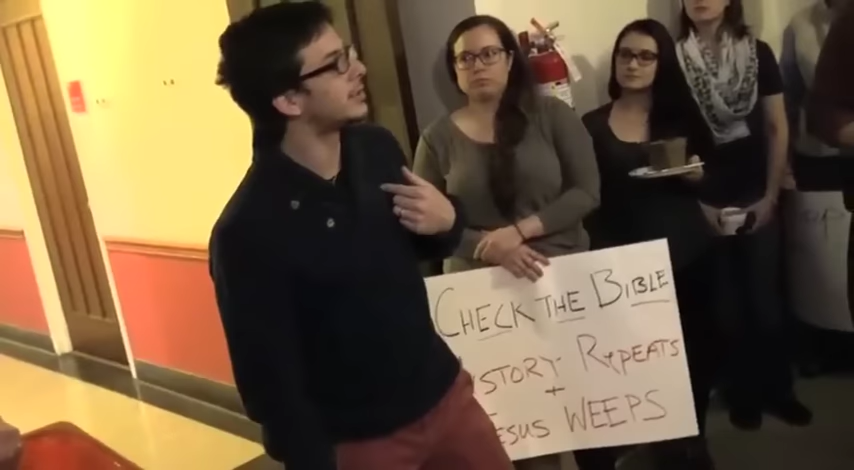 CHECK THE BIBLE
ISTORY REPEATS
+
ESUS WEEPS